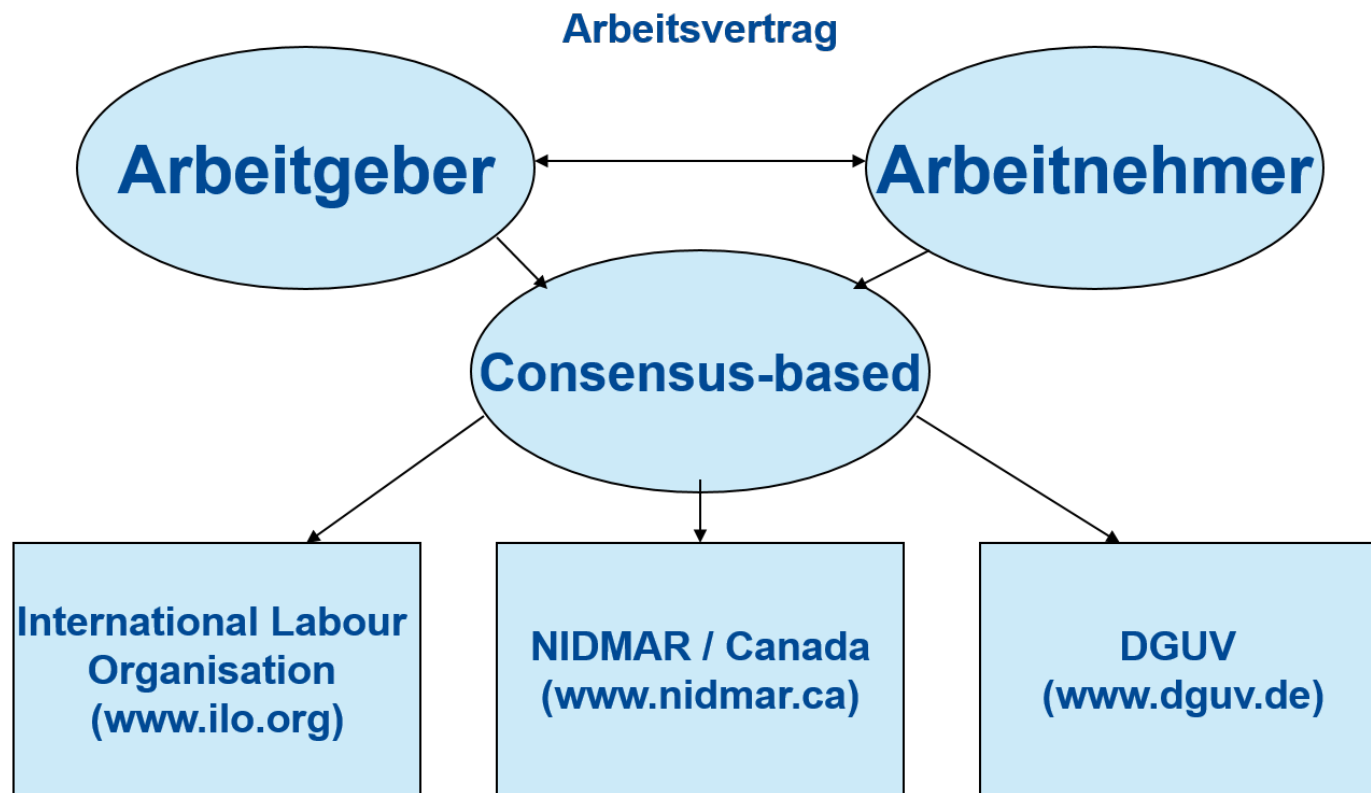 Arbeitsvertrag
Arbeitgeber
Arbeitnehmer
Consensus-based
International Labour
Organisation
(www.ilo.org)
NIDMAR / Canada
(www.nidmar.ca)
DGUV
(www.dguv.de)